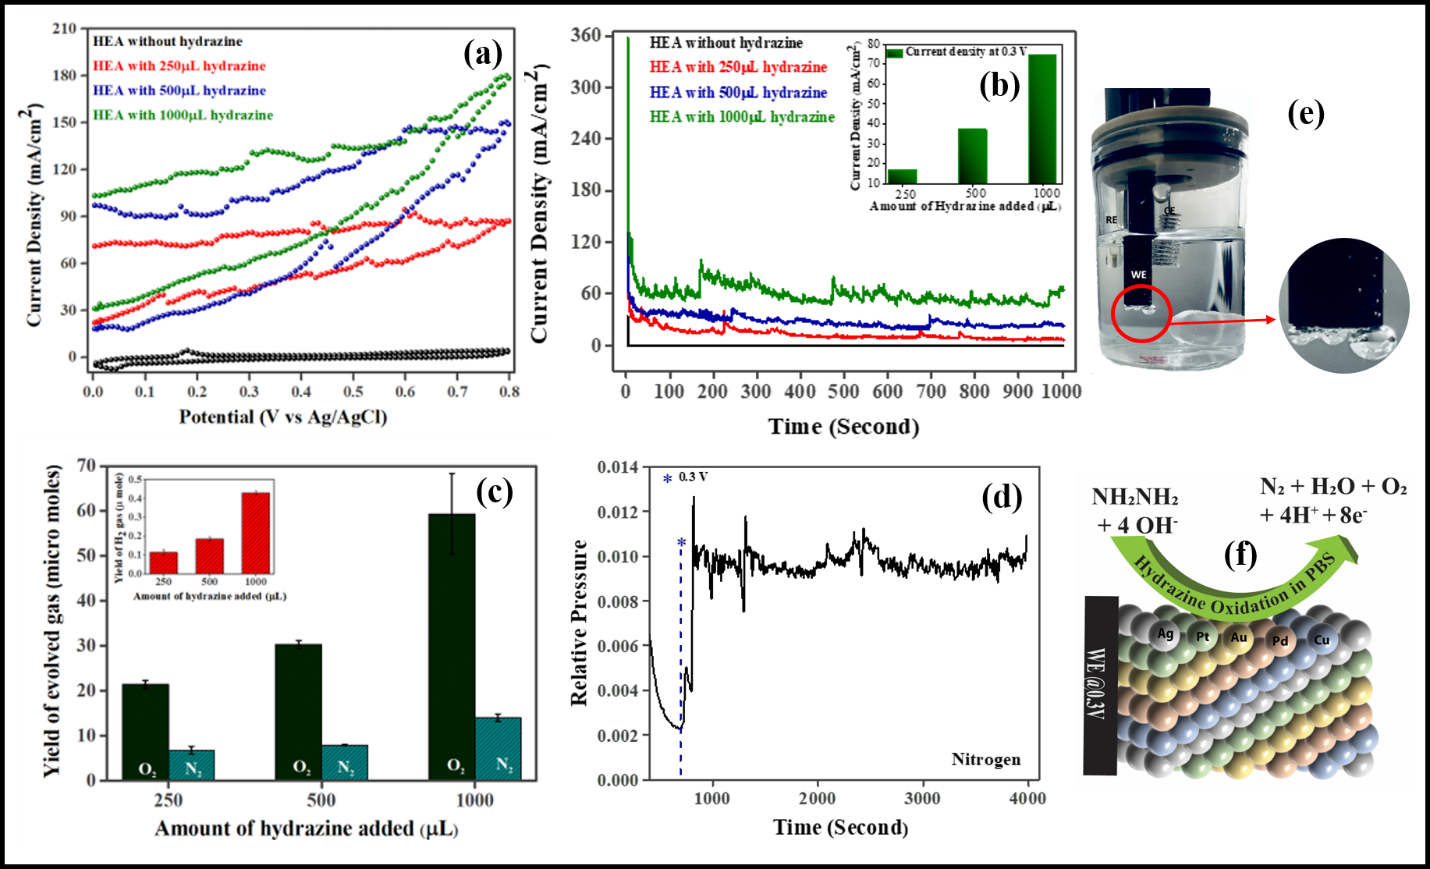 (a)
HEA without hydrazine
HEA with 250μL hydrazine
HEA with 500μL hydrazine
HEA with 1000μL hydrazine
Current Density (mA/cm²)
210
180
150
120
90
60
30
0
0.0 0.1 0.2 0.3 0.4 0.5 0.6 0.7 0.8
Potential (V vs Ag/AgCl)
(b)
HEA without hydrazine
HEA with 250μL hydrazine
HEA with 500μL hydrazine
HEA with 1000μL hydrazine
Current Density (mA/cm²)
360
300
240
180
120
60
0
0 100 200 300 400 500 600 700 800 900 1000
Time (Second)
Current density at 0.3 V
Current Density (mA/cm²)
80
70
60
50
40
30
20
10
250 500 1000
Amount of Hydrazine added (μL)
(e)
RE
CE
WE
(c)
Yield of evolved gas (micro moles)
70
60
50
40
30
20
10
0
O₂ N₂ O₂ N₂ O₂ N₂
250 500 1000
Amount of hydrazine added (μL)
Yield of H₂ gas (μ mole)
0.5
0.4
0.3
0.2
0.1
0.0
250 500 1000
Amount of hydrazine added (μL)
(d)
* 0.3 V
*
Relative Pressure
0.014
0.012
0.010
0.008
0.006
0.004
0.002
0.000
Nitrogen
1000 2000 3000 4000
Time (Second)
NH₂NH₂
+ 4 OH⁻
N₂ + H₂O + O₂
+ 4H⁺ + 8e⁻
(f)
Hydrazine Oxidation in PBS
Ag Pt Au Pd Cu
WE @0.3V